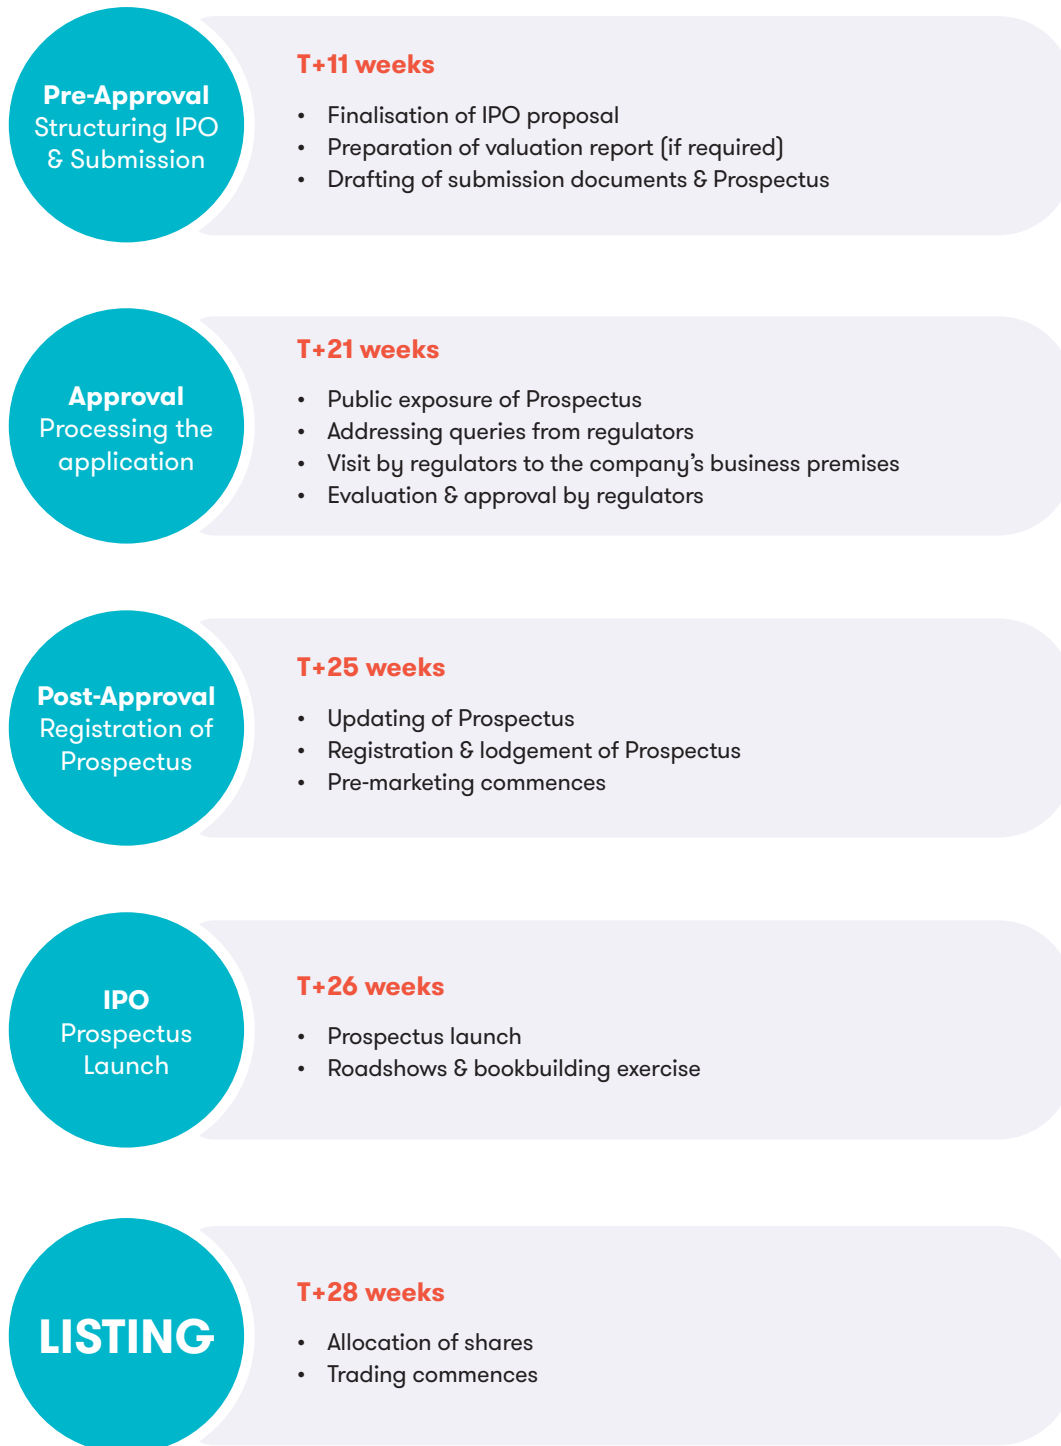 Pre-Approval
Structuring IPO
& Submission
T+11 weeks
• Finalisation of IPO proposal
• Preparation of valuation report (if required)
• Drafting of submission documents & Prospectus
Approval
Processing the
application
T+21 weeks
• Public exposure of Prospectus
• Addressing queries from regulators
• Visit by regulators to the company’s business premises
• Evaluation & approval by regulators
Post-Approval
Registration of
Prospectus
T+25 weeks
• Updating of Prospectus
• Registration & lodgement of Prospectus
• Pre-marketing commences
IPO
Prospectus
Launch
T+26 weeks
• Prospectus launch
• Roadshows & bookbuilding exercise
LISTING
T+28 weeks
• Allocation of shares
• Trading commences